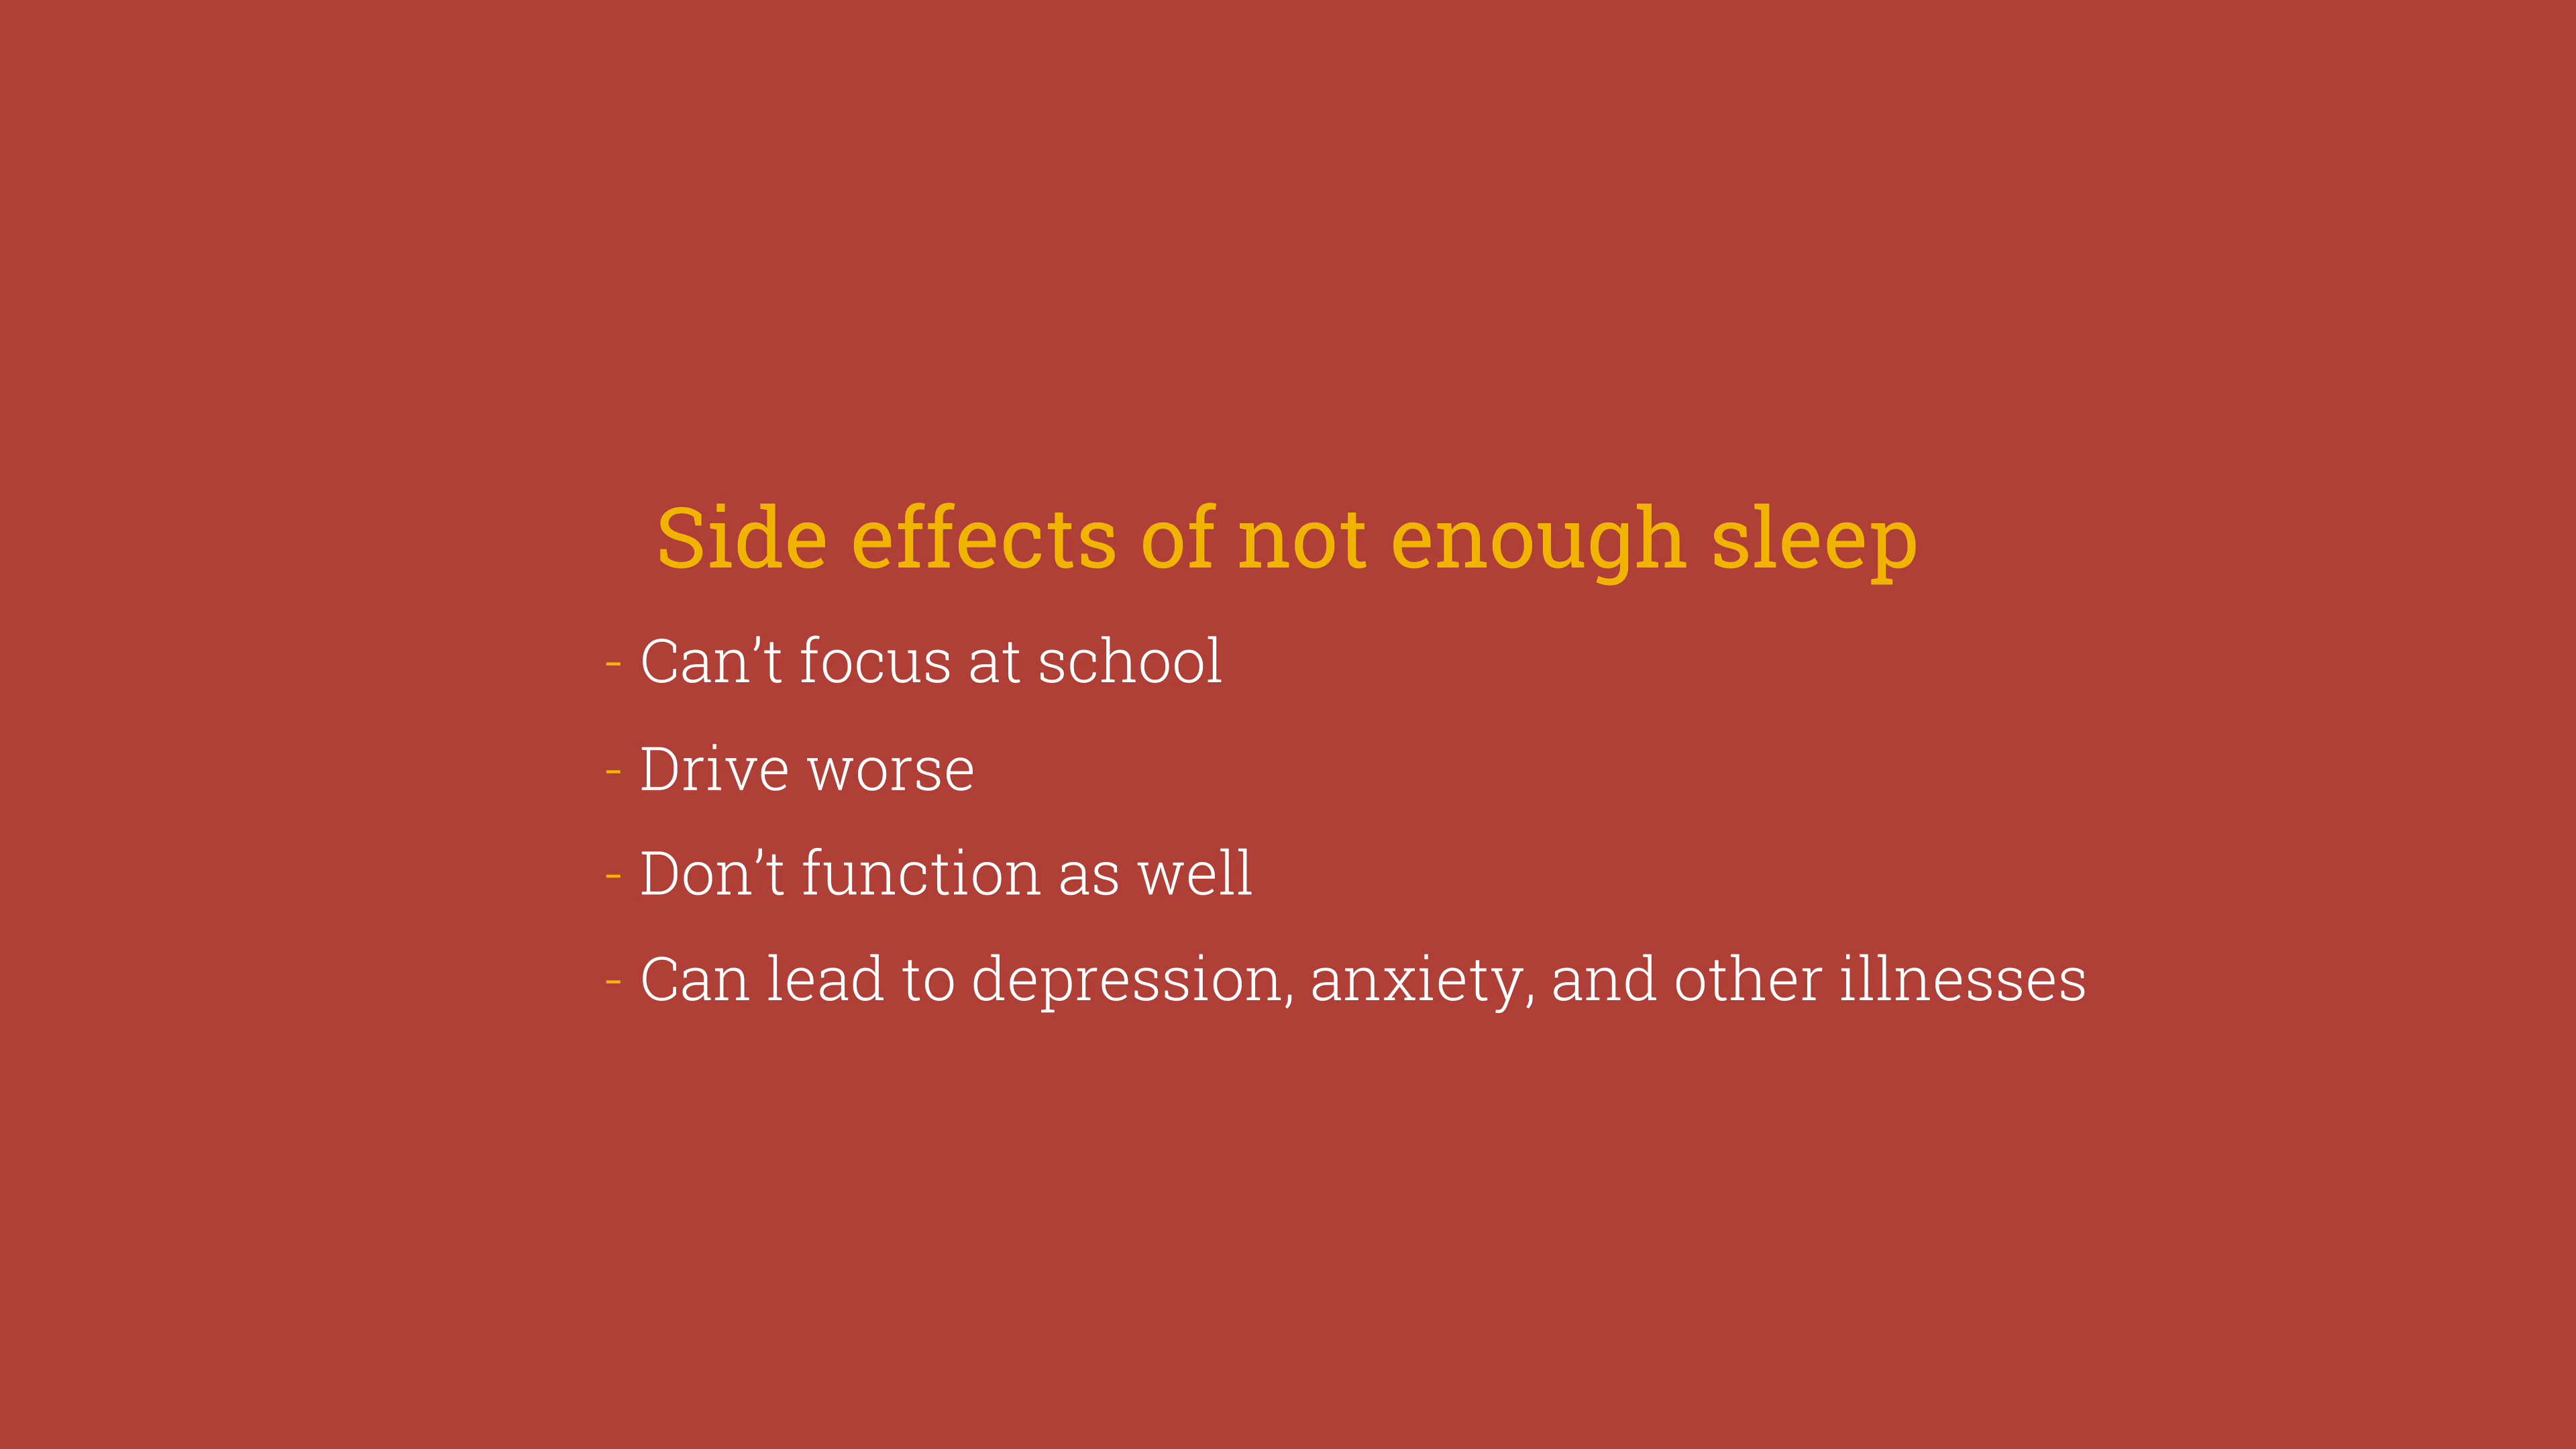 Side effects of not enough sleep
- Can’t focus at school
- Drive worse
- Don’t function as well
- Can lead to depression, anxiety, and other illnesses